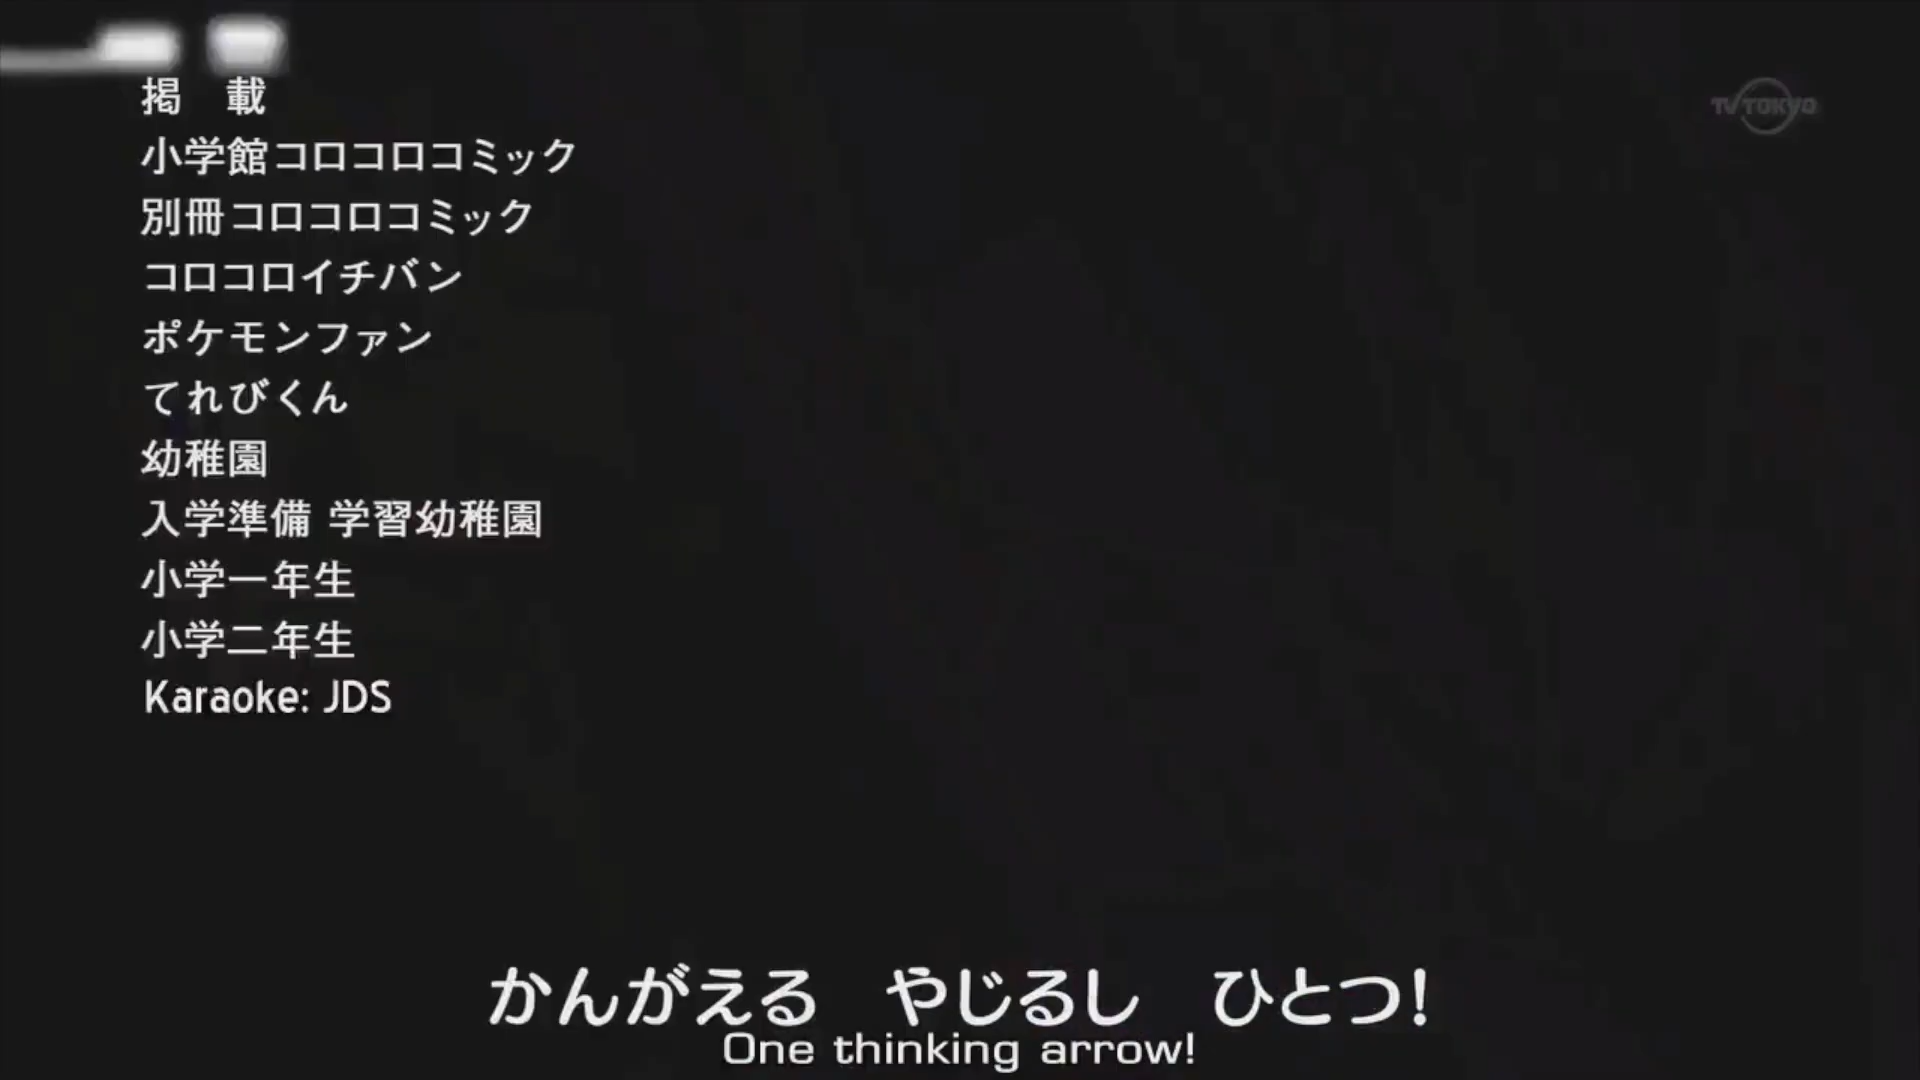 TV TOKYO
掲 載
小学館コロコロコミック
別冊コロコロコミック
コロコロイチバン
ポケモンファン
てれびくん
幼稚園
入学準備 学習幼稚園
小学一年生
小学二年生
Karaoke: JDS
かんがえる やじるし ひとつ!
One thinking arrow!